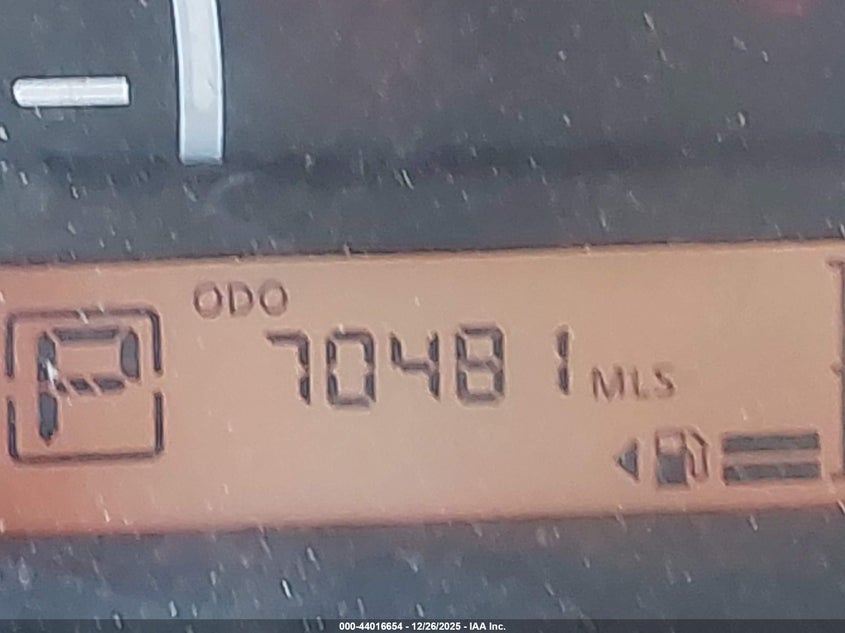 ODO
P
70481 MLS
000-44016654 - 12/26/2025 - IAA Inc.